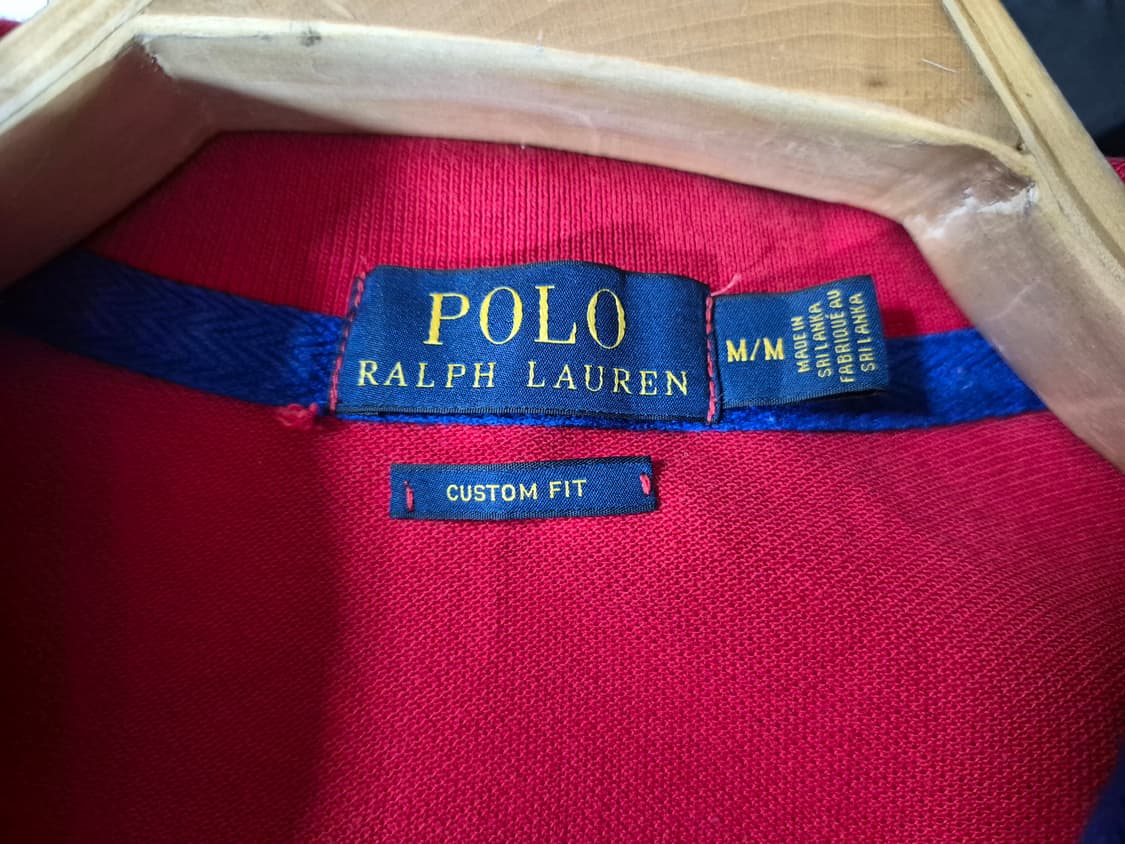 POLO
RALPH LAUREN
M/M
MADE IN
SRI LANKA
FABRIQUÉ AU
SRI LANKA
CUSTOM FIT